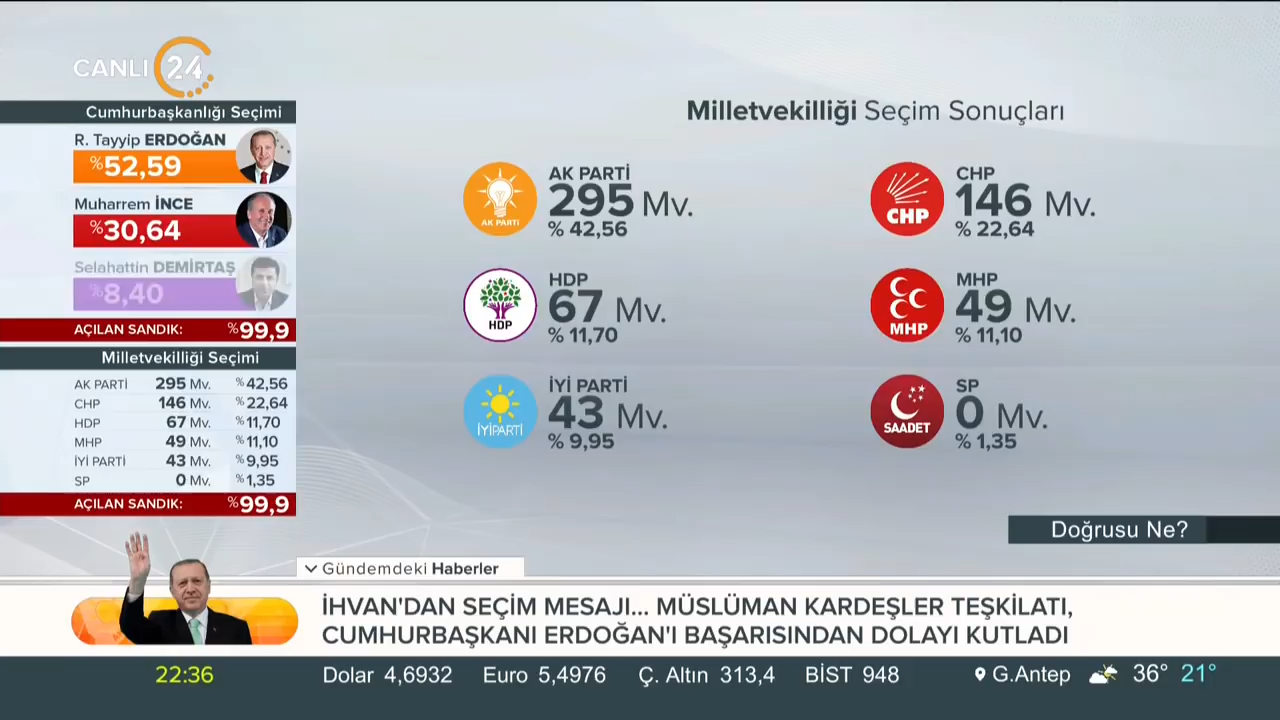 CANLI 24
Cumhurbaşkanlığı Seçimi
R. Tayyip ERDOĞAN
%52,59
Muharrem İNCE
%30,64
Selahattin DEMİRTAŞ
%8,40
AÇILAN SANDIK: %99,9
Milletvekilliği Seçimi
AK PARTİ 295 Mv. %42,56
CHP 146 Mv. %22,64
HDP 67 Mv. %11,70
MHP 49 Mv. %11,10
İYİ PARTİ 43 Mv. %9,95
SP 0 Mv. %1,35
AÇILAN SANDIK: %99,9
Milletvekilliği Seçim Sonuçları
AK PARTİ
AK PARTİ
295 Mv.
% 42,56
CHP
CHP
146 Mv.
% 22,64
HDP
HDP
67 Mv.
% 11,70
MHP
MHP
49 Mv.
% 11,10
İYİPARTİ
İYİ PARTİ
43 Mv.
% 9,95
SAADET
SP
0 Mv.
% 1,35
Doğrusu Ne?
Gündemdeki Haberler
İHVAN'DAN SEÇİM MESAJI... MÜSLÜMAN KARDEŞLER TEŞKİLATI,
CUMHURBAŞKANI ERDOĞAN'I BAŞARISINDAN DOLAYI KUTLADI
22:36 Dolar 4,6932 Euro 5,4976 Ç. Altın 313,4 BİST 948 G.Antep 36° 21°